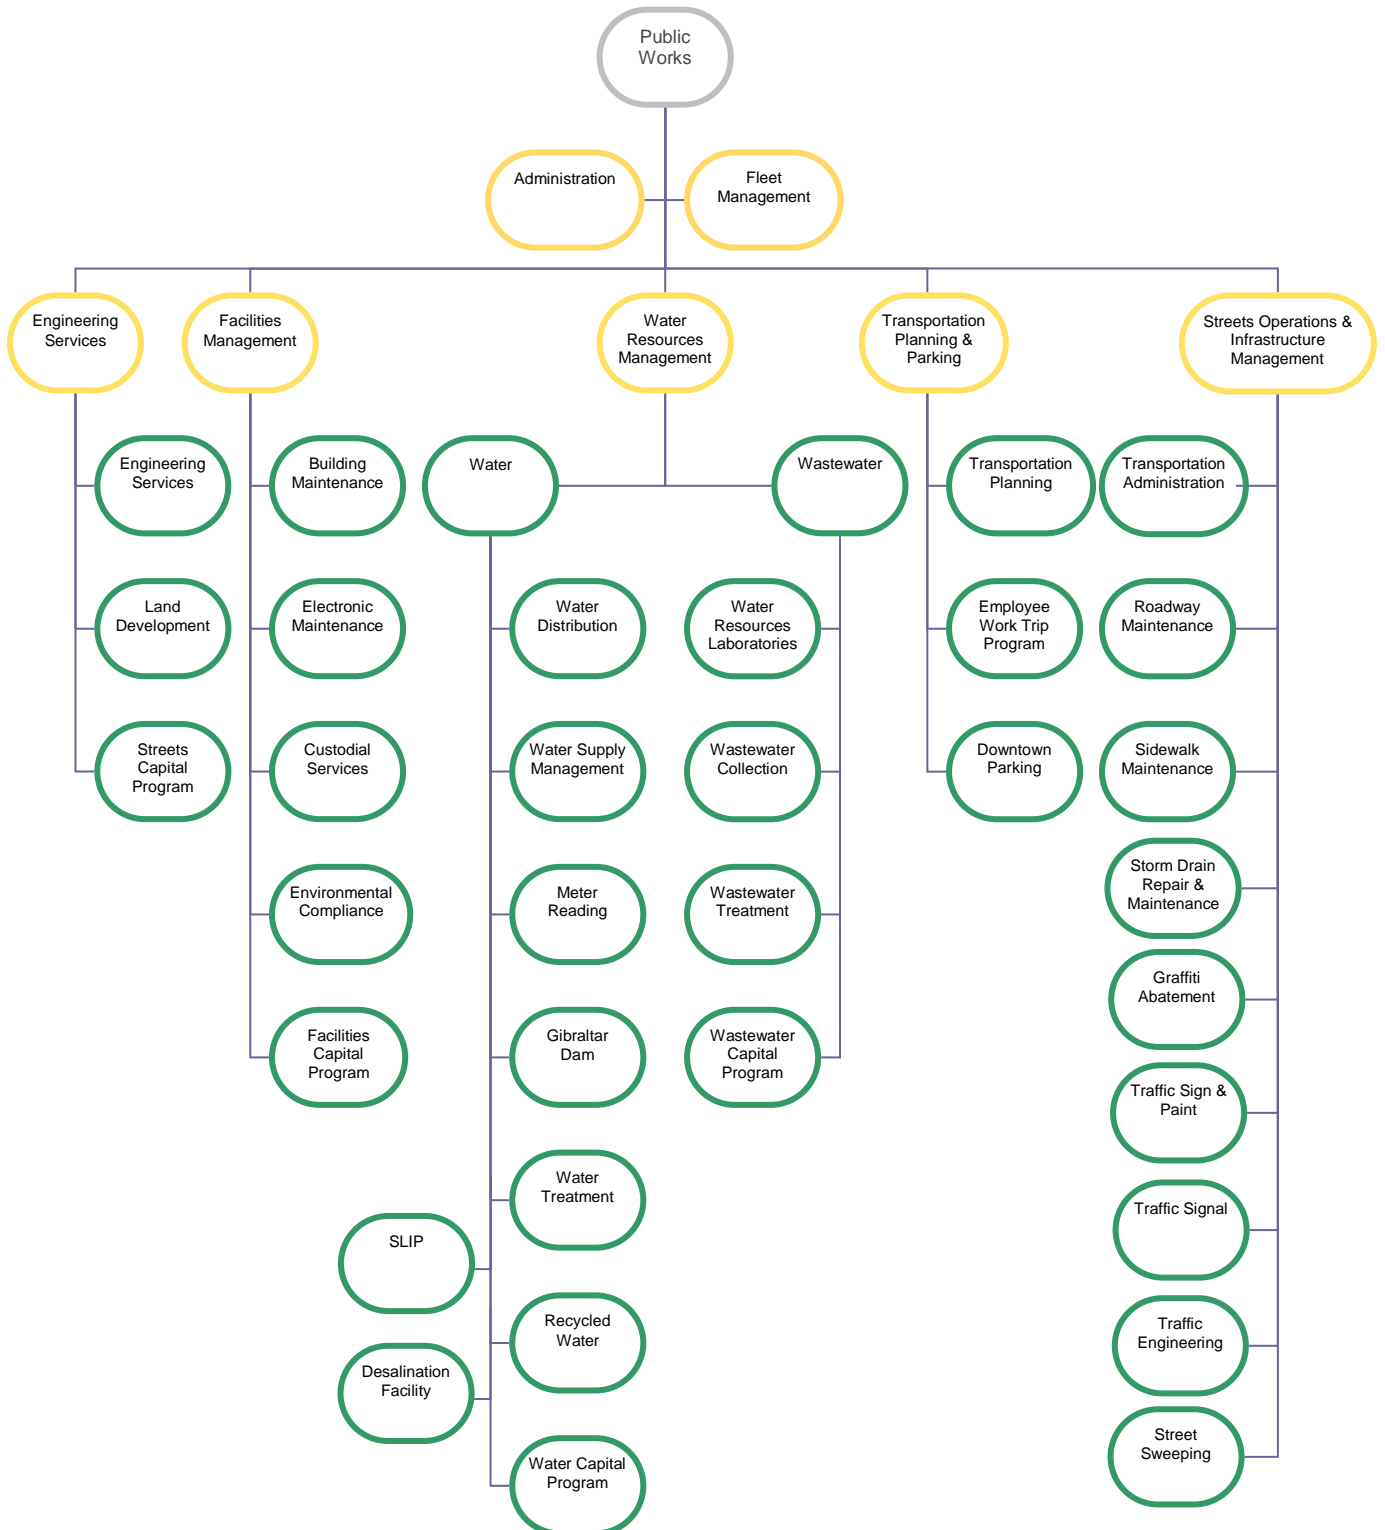 Public
Works
Administration
Fleet
Management
Engineering
Services
Facilities
Management
Water
Resources
Management
Transportation
Planning &
Parking
Streets Operations &
Infrastructure
Management
Engineering
Services
Building
Maintenance
Water
Wastewater
Transportation
Planning
Transportation
Administration
Land
Development
Electronic
Maintenance
Water
Distribution
Water
Resources
Laboratories
Employee
Work Trip
Program
Roadway
Maintenance
Streets
Capital
Program
Custodial
Services
Water Supply
Management
Wastewater
Collection
Downtown
Parking
Sidewalk
Maintenance
Storm Drain
Repair &
Maintenance
Environmental
Compliance
Meter
Reading
Wastewater
Treatment
Graffiti
Abatement
Facilities
Capital
Program
Gibraltar
Dam
Wastewater
Capital
Program
Traffic Sign &
Paint
Water
Treatment
Traffic Signal
SLIP
Recycled
Water
Traffic
Engineering
Desalination
Facility
Street
Sweeping
Water Capital
Program